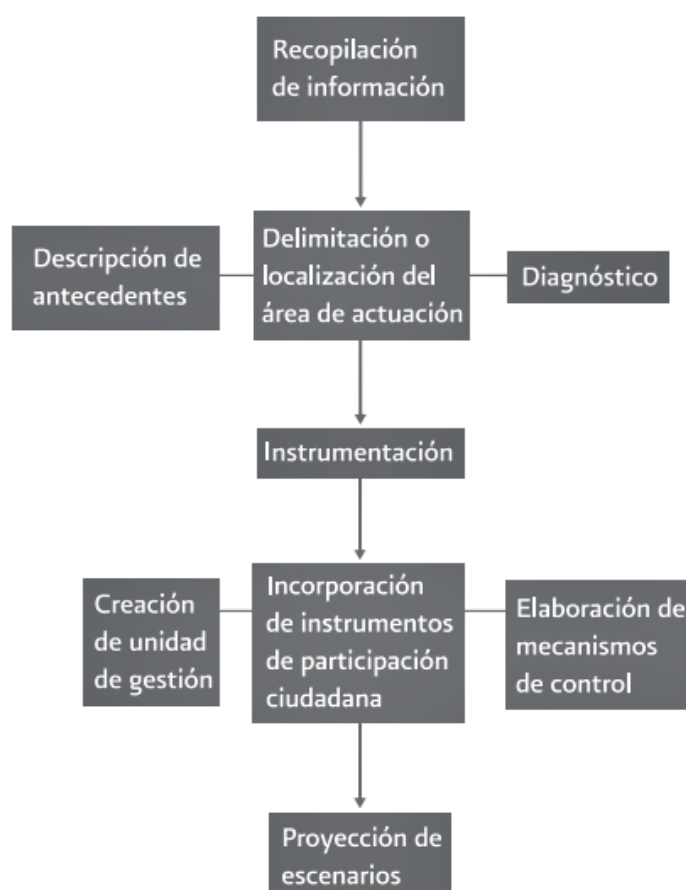 Recopilación
de información
Descripción de
antecedentes
Delimitación o
localización del
área de actuación
Diagnóstico
Instrumentación
Creación
de unidad
de gestión
Incorporación
de instrumentos
de participación
ciudadana
Elaboración de
mecanismos
de control
Proyección de
escenarios